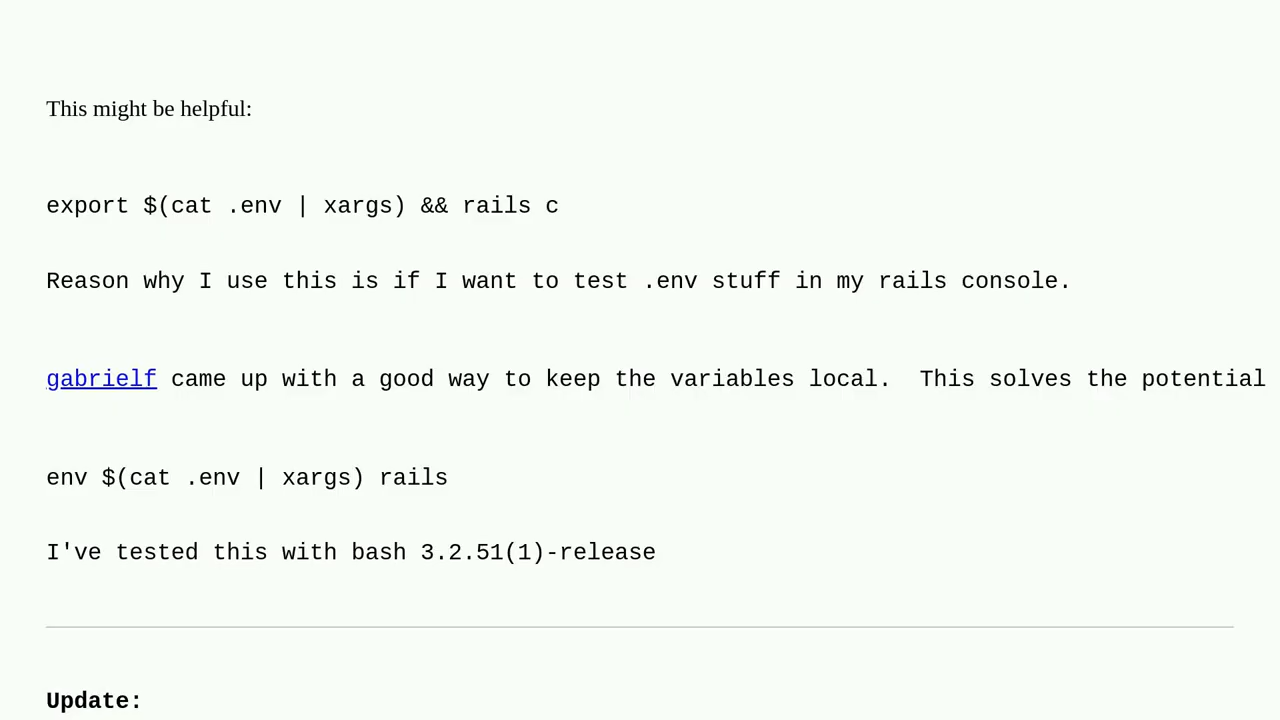 This might be helpful:
export $(cat .env | xargs) && rails c
Reason why I use this is if I want to test .env stuff in my rails console.
gabrielf came up with a good way to keep the variables local.  This solves the potential
env $(cat .env | xargs) rails
I've tested this with bash 3.2.51(1)-release
Update: